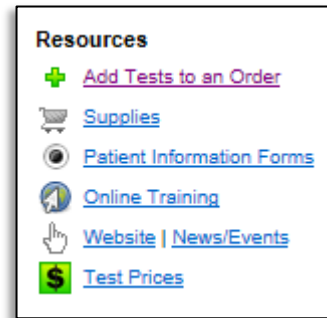 Resources
Add Tests to an Order
Supplies
Patient Information Forms
Online Training
Website | News/Events
$ Test Prices